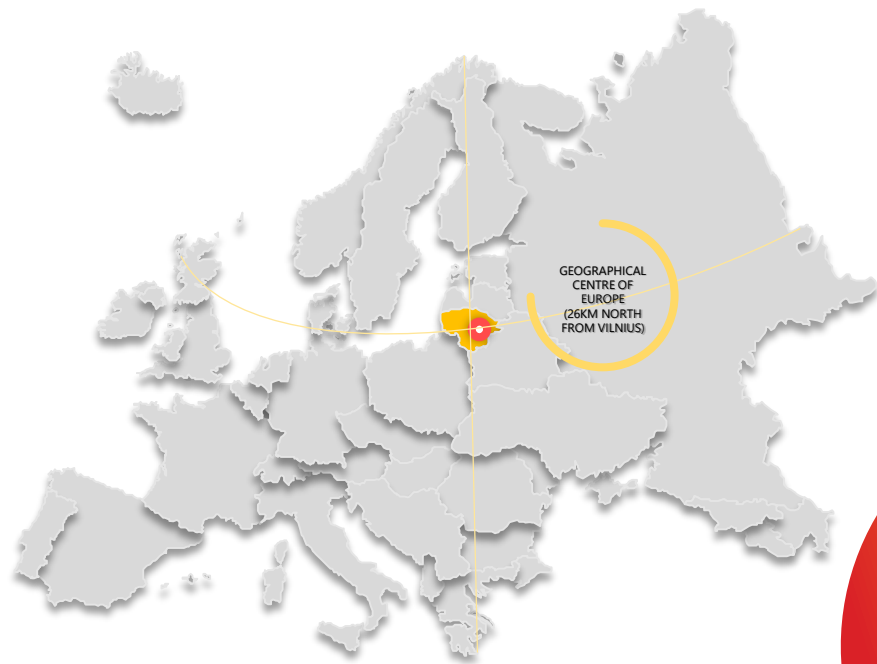 GEOGRAPHICAL
CENTRE OF
EUROPE
(26KM NORTH
FROM VILNIUS)